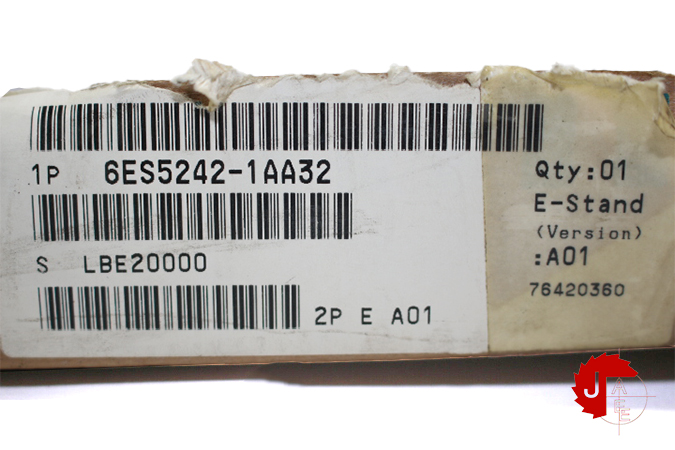 1P 6ES5242-1AA32
S LBE20000
2P E A01
Qty:01
E-Stand
(Version)
:A01
76420360
J